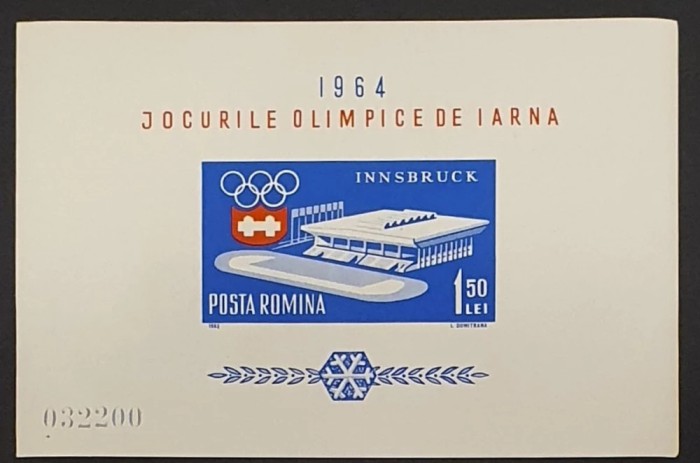 1964
JOCURILE OLIMPICE DE IARNA
INNSBRUCK
POSTA ROMINA
1 50 LEI
1963
L. DUMITRANA
032200